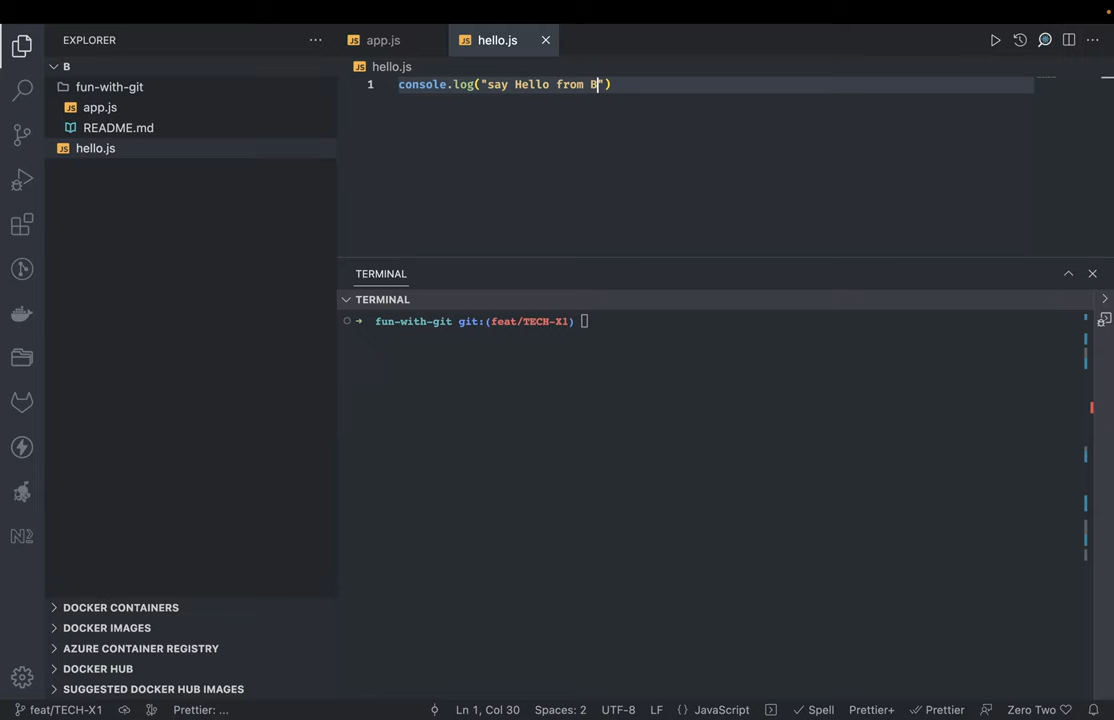 EXPLORER
app.js
hello.js
B
hello.js
fun-with-git
1 console.log("say Hello from B")
app.js
README.md
hello.js
TERMINAL
TERMINAL
fun-with-git git:(feat/TECH-X1)
DOCKER CONTAINERS
DOCKER IMAGES
AZURE CONTAINER REGISTRY
DOCKER HUB
SUGGESTED DOCKER HUB IMAGES
feat/TECH-X1 Prettier: ... Ln 1, Col 30 Spaces: 2 UTF-8 LF { } JavaScript Spell Prettier+ Prettier Zero Two